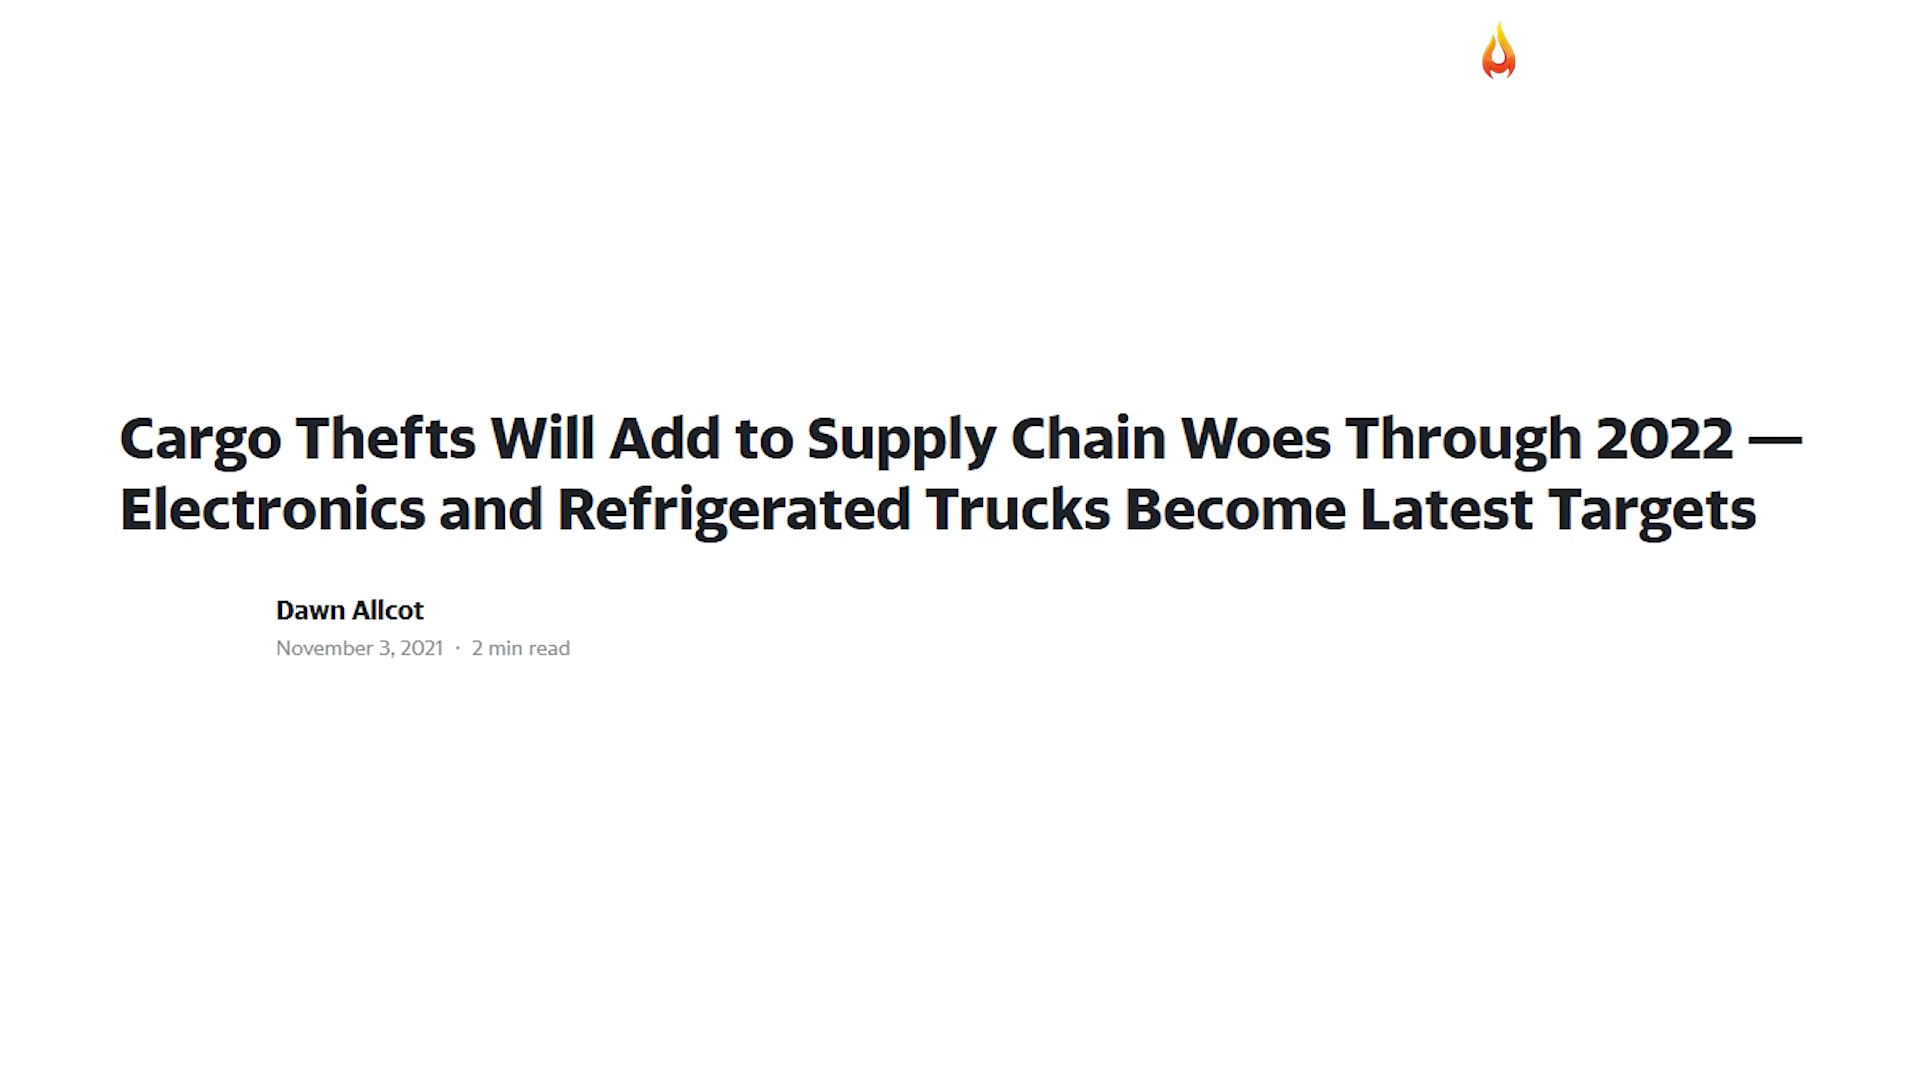 Cargo Thefts Will Add to Supply Chain Woes Through 2022 —
Electronics and Refrigerated Trucks Become Latest Targets
Dawn Allcot
November 3, 2021 · 2 min read